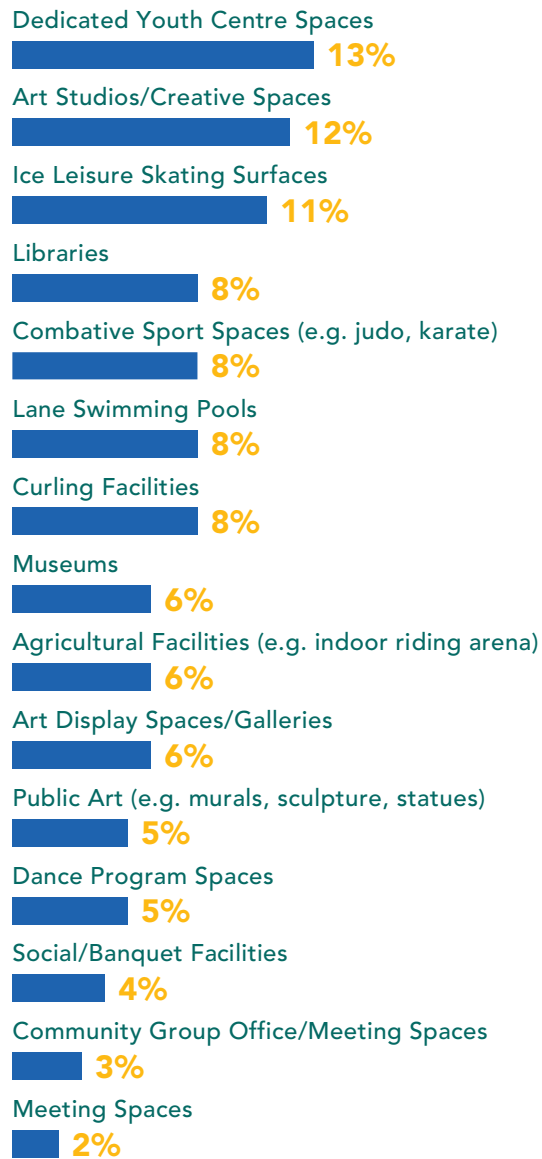 Dedicated Youth Centre Spaces
13%
Art Studios/Creative Spaces
12%
Ice Leisure Skating Surfaces
11%
Libraries
8%
Combative Sport Spaces (e.g. judo, karate)
8%
Lane Swimming Pools
8%
Curling Facilities
8%
Museums
6%
Agricultural Facilities (e.g. indoor riding arena)
6%
Art Display Spaces/Galleries
6%
Public Art (e.g. murals, sculpture, statues)
5%
Dance Program Spaces
5%
Social/Banquet Facilities
4%
Community Group Office/Meeting Spaces
3%
Meeting Spaces
2%